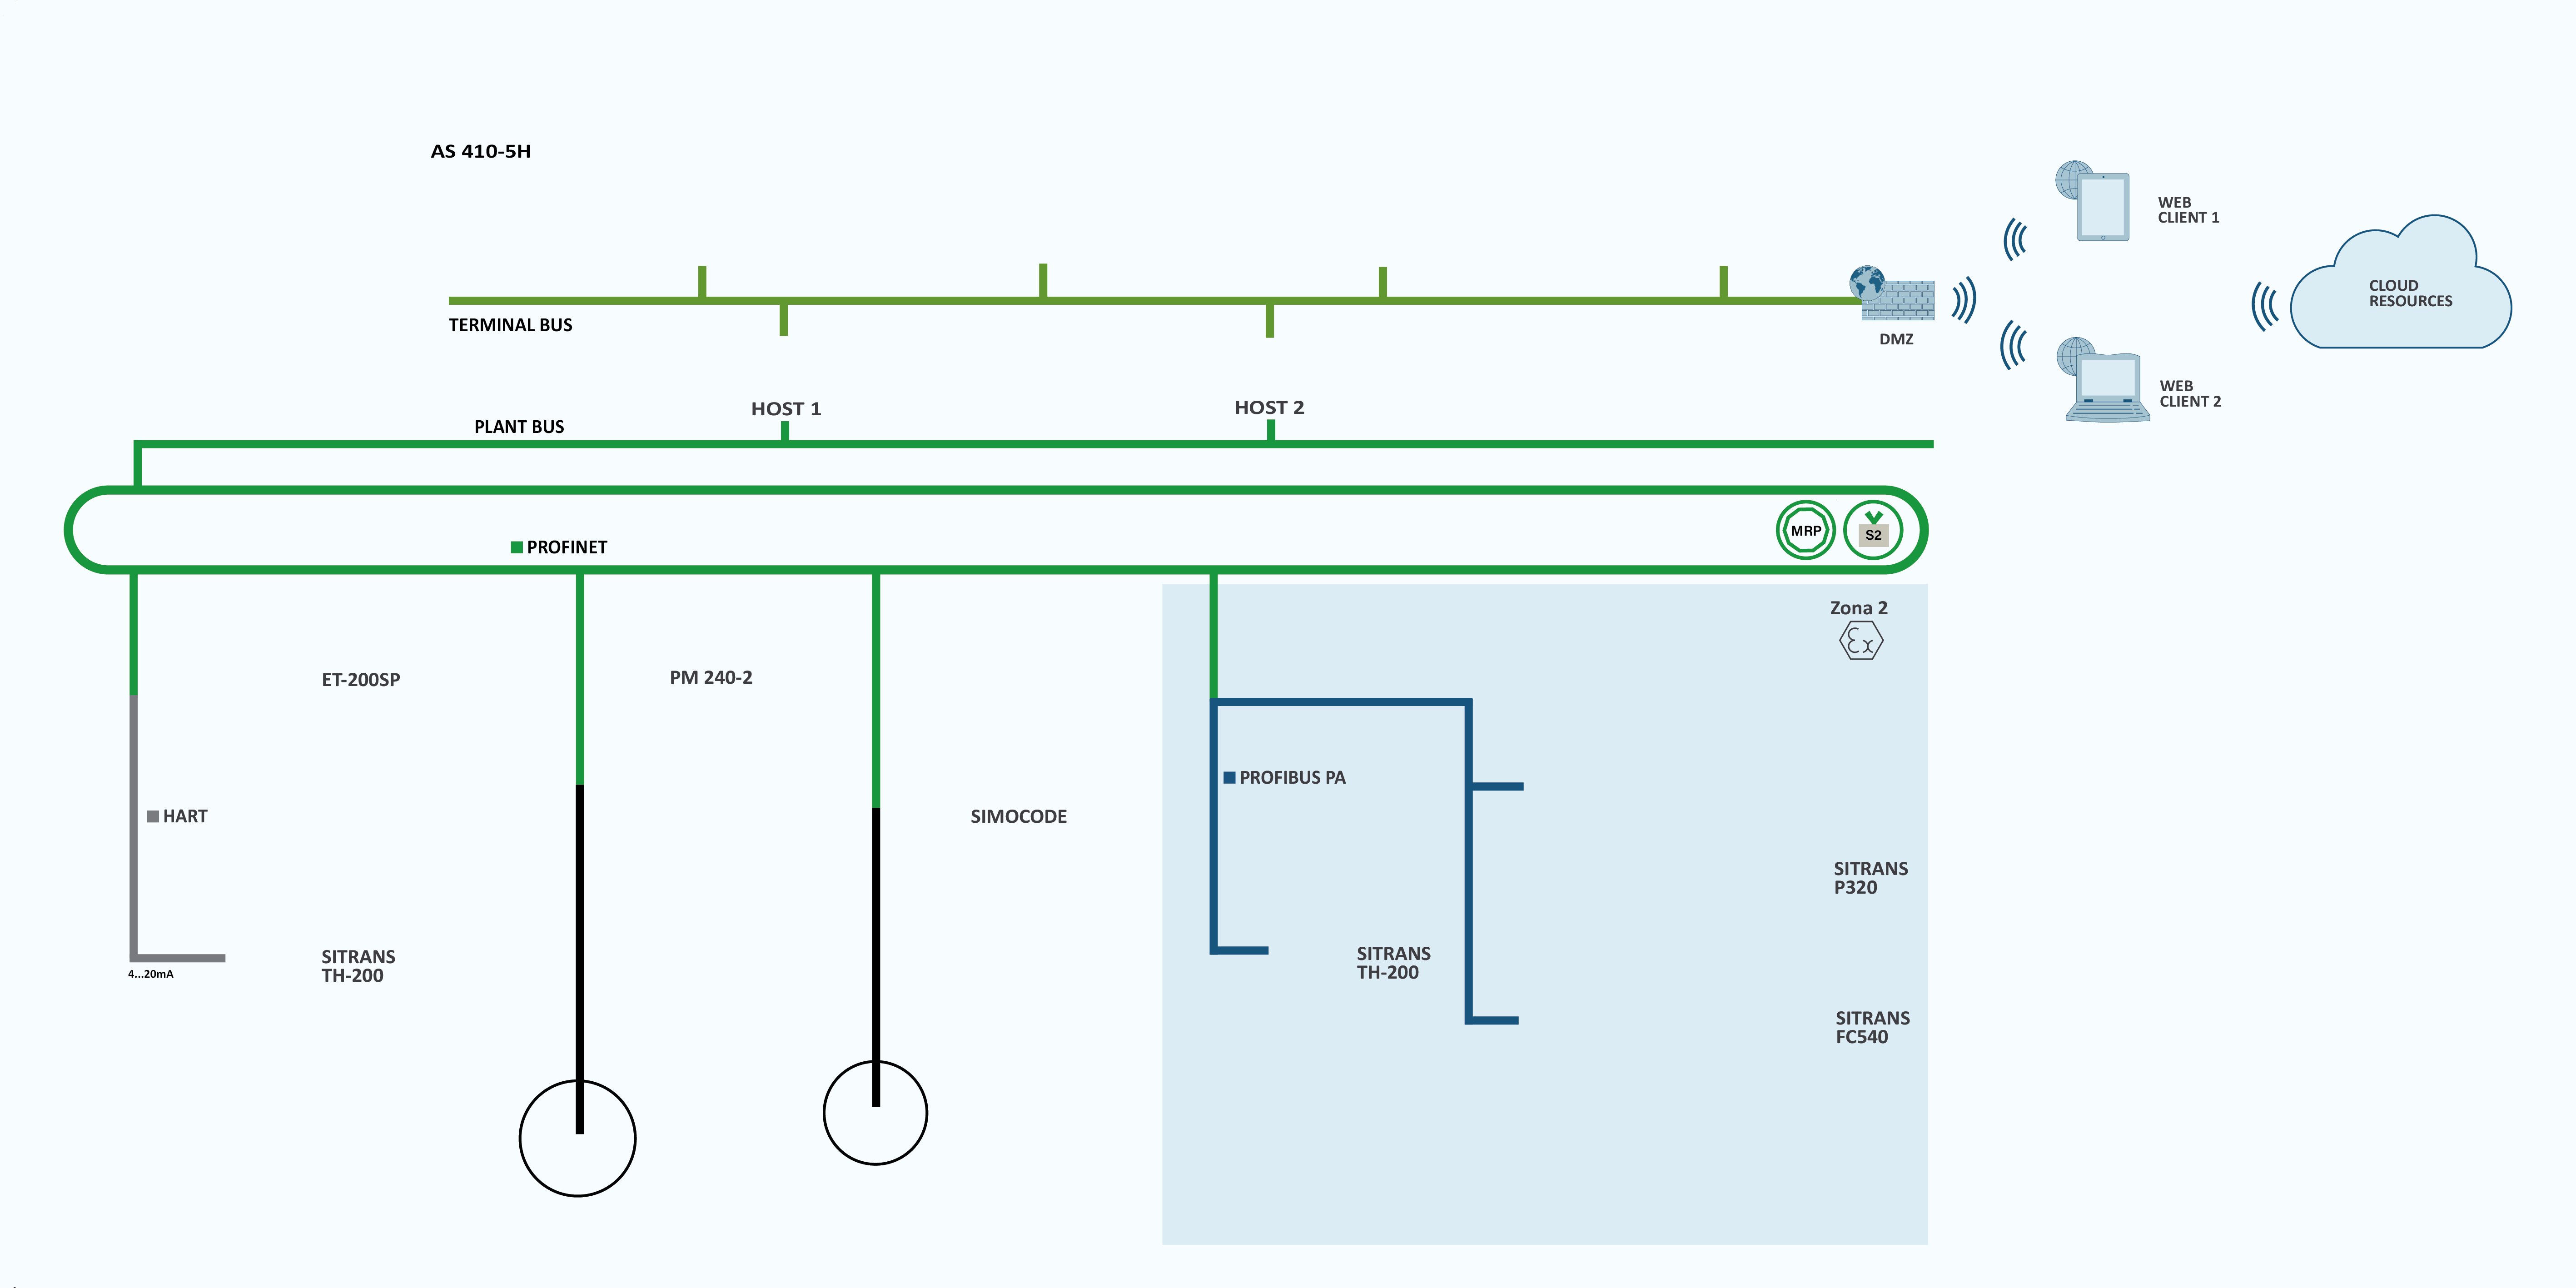 AS 410-5H
WEB
CLIENT 1
CLOUD
RESOURCES
TERMINAL BUS
DMZ
WEB
CLIENT 2
HOST 1
HOST 2
PLANT BUS
PROFINET
MRP
S2
Zona 2
Ex
ET-200SP
PM 240-2
PROFIBUS PA
HART
SIMOCODE
SITRANS
P320
SITRANS
TH-200
4...20mA
SITRANS
TH-200
SITRANS
FC540